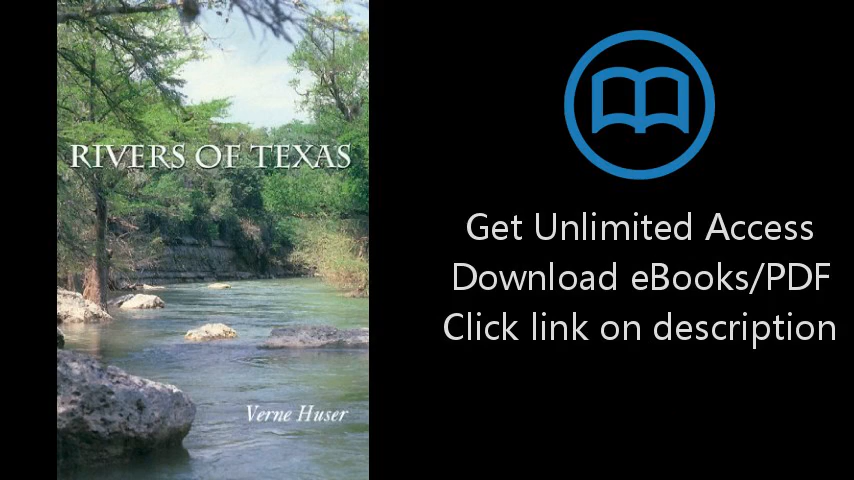 RIVERS OF TEXAS
Verne Huser
Get Unlimited Access
Download eBooks/PDF
Click link on description